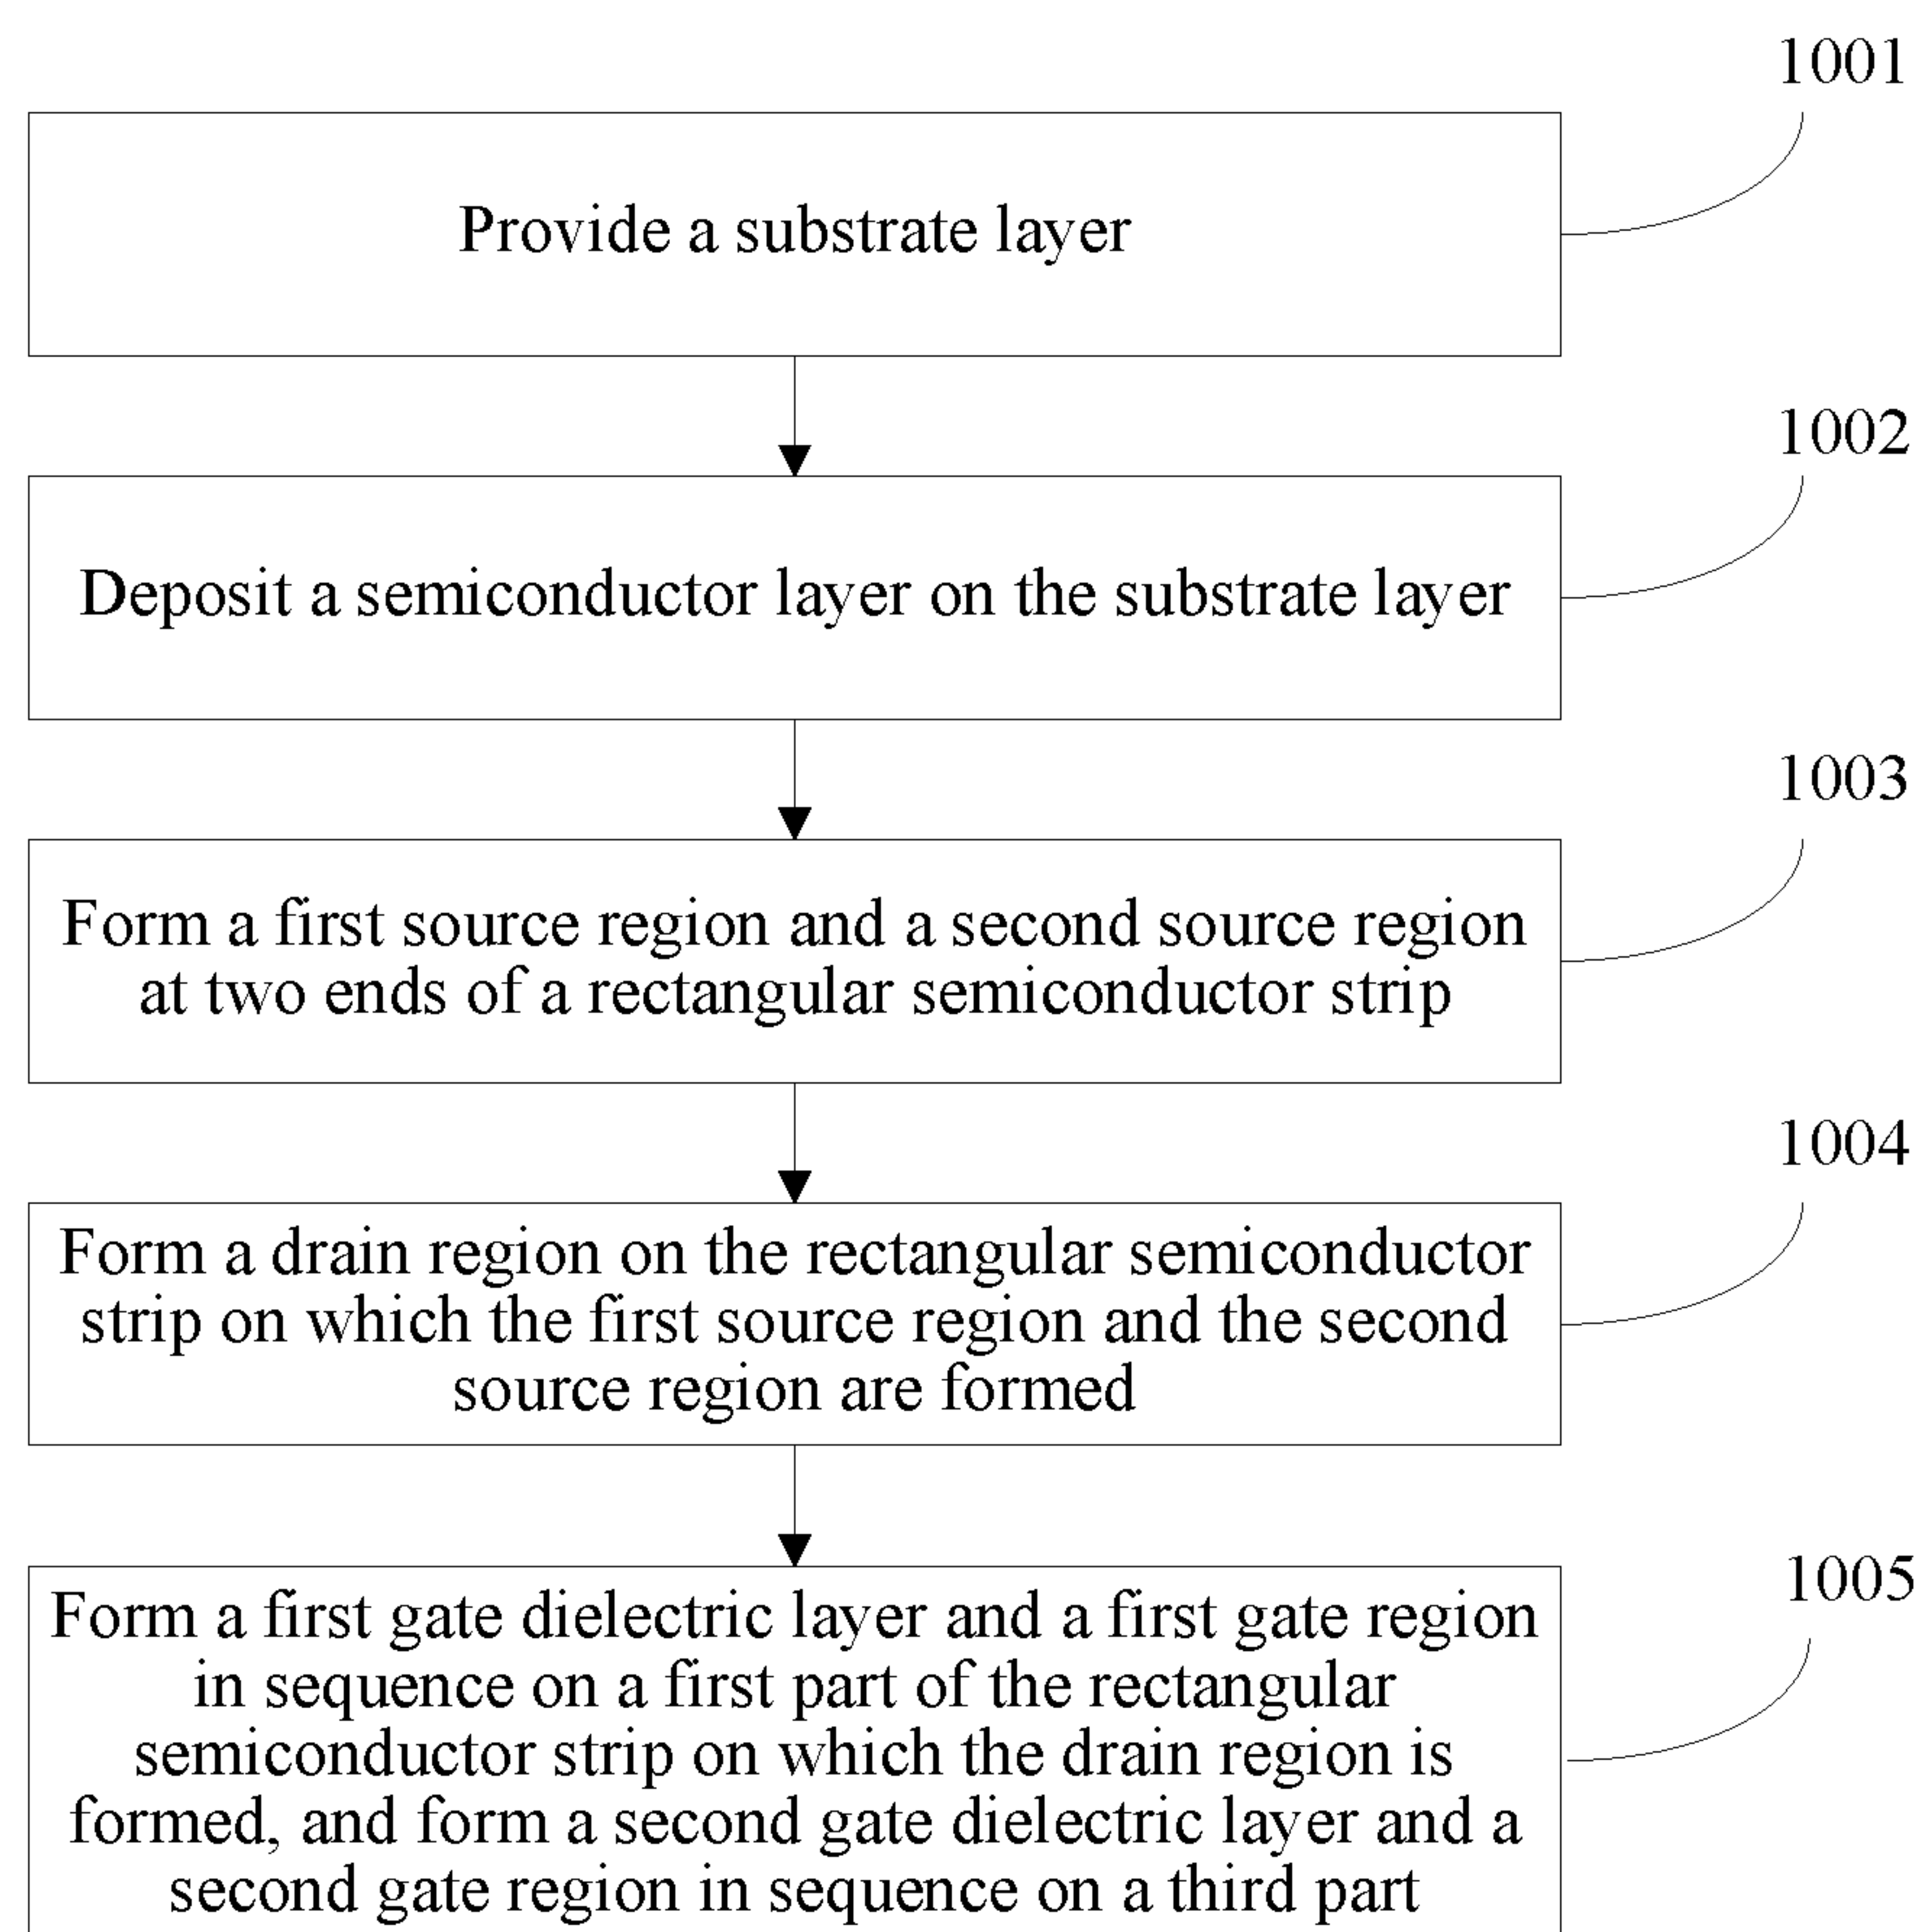 1001
Provide a substrate layer
1002
Deposit a semiconductor layer on the substrate layer
1003
Form a first source region and a second source region
at two ends of a rectangular semiconductor strip
1004
Form a drain region on the rectangular semiconductor
strip on which the first source region and the second
source region are formed
1005
Form a first gate dielectric layer and a first gate region
in sequence on a first part of the rectangular
semiconductor strip on which the drain region is
formed, and form a second gate dielectric layer and a
second gate region in sequence on a third part